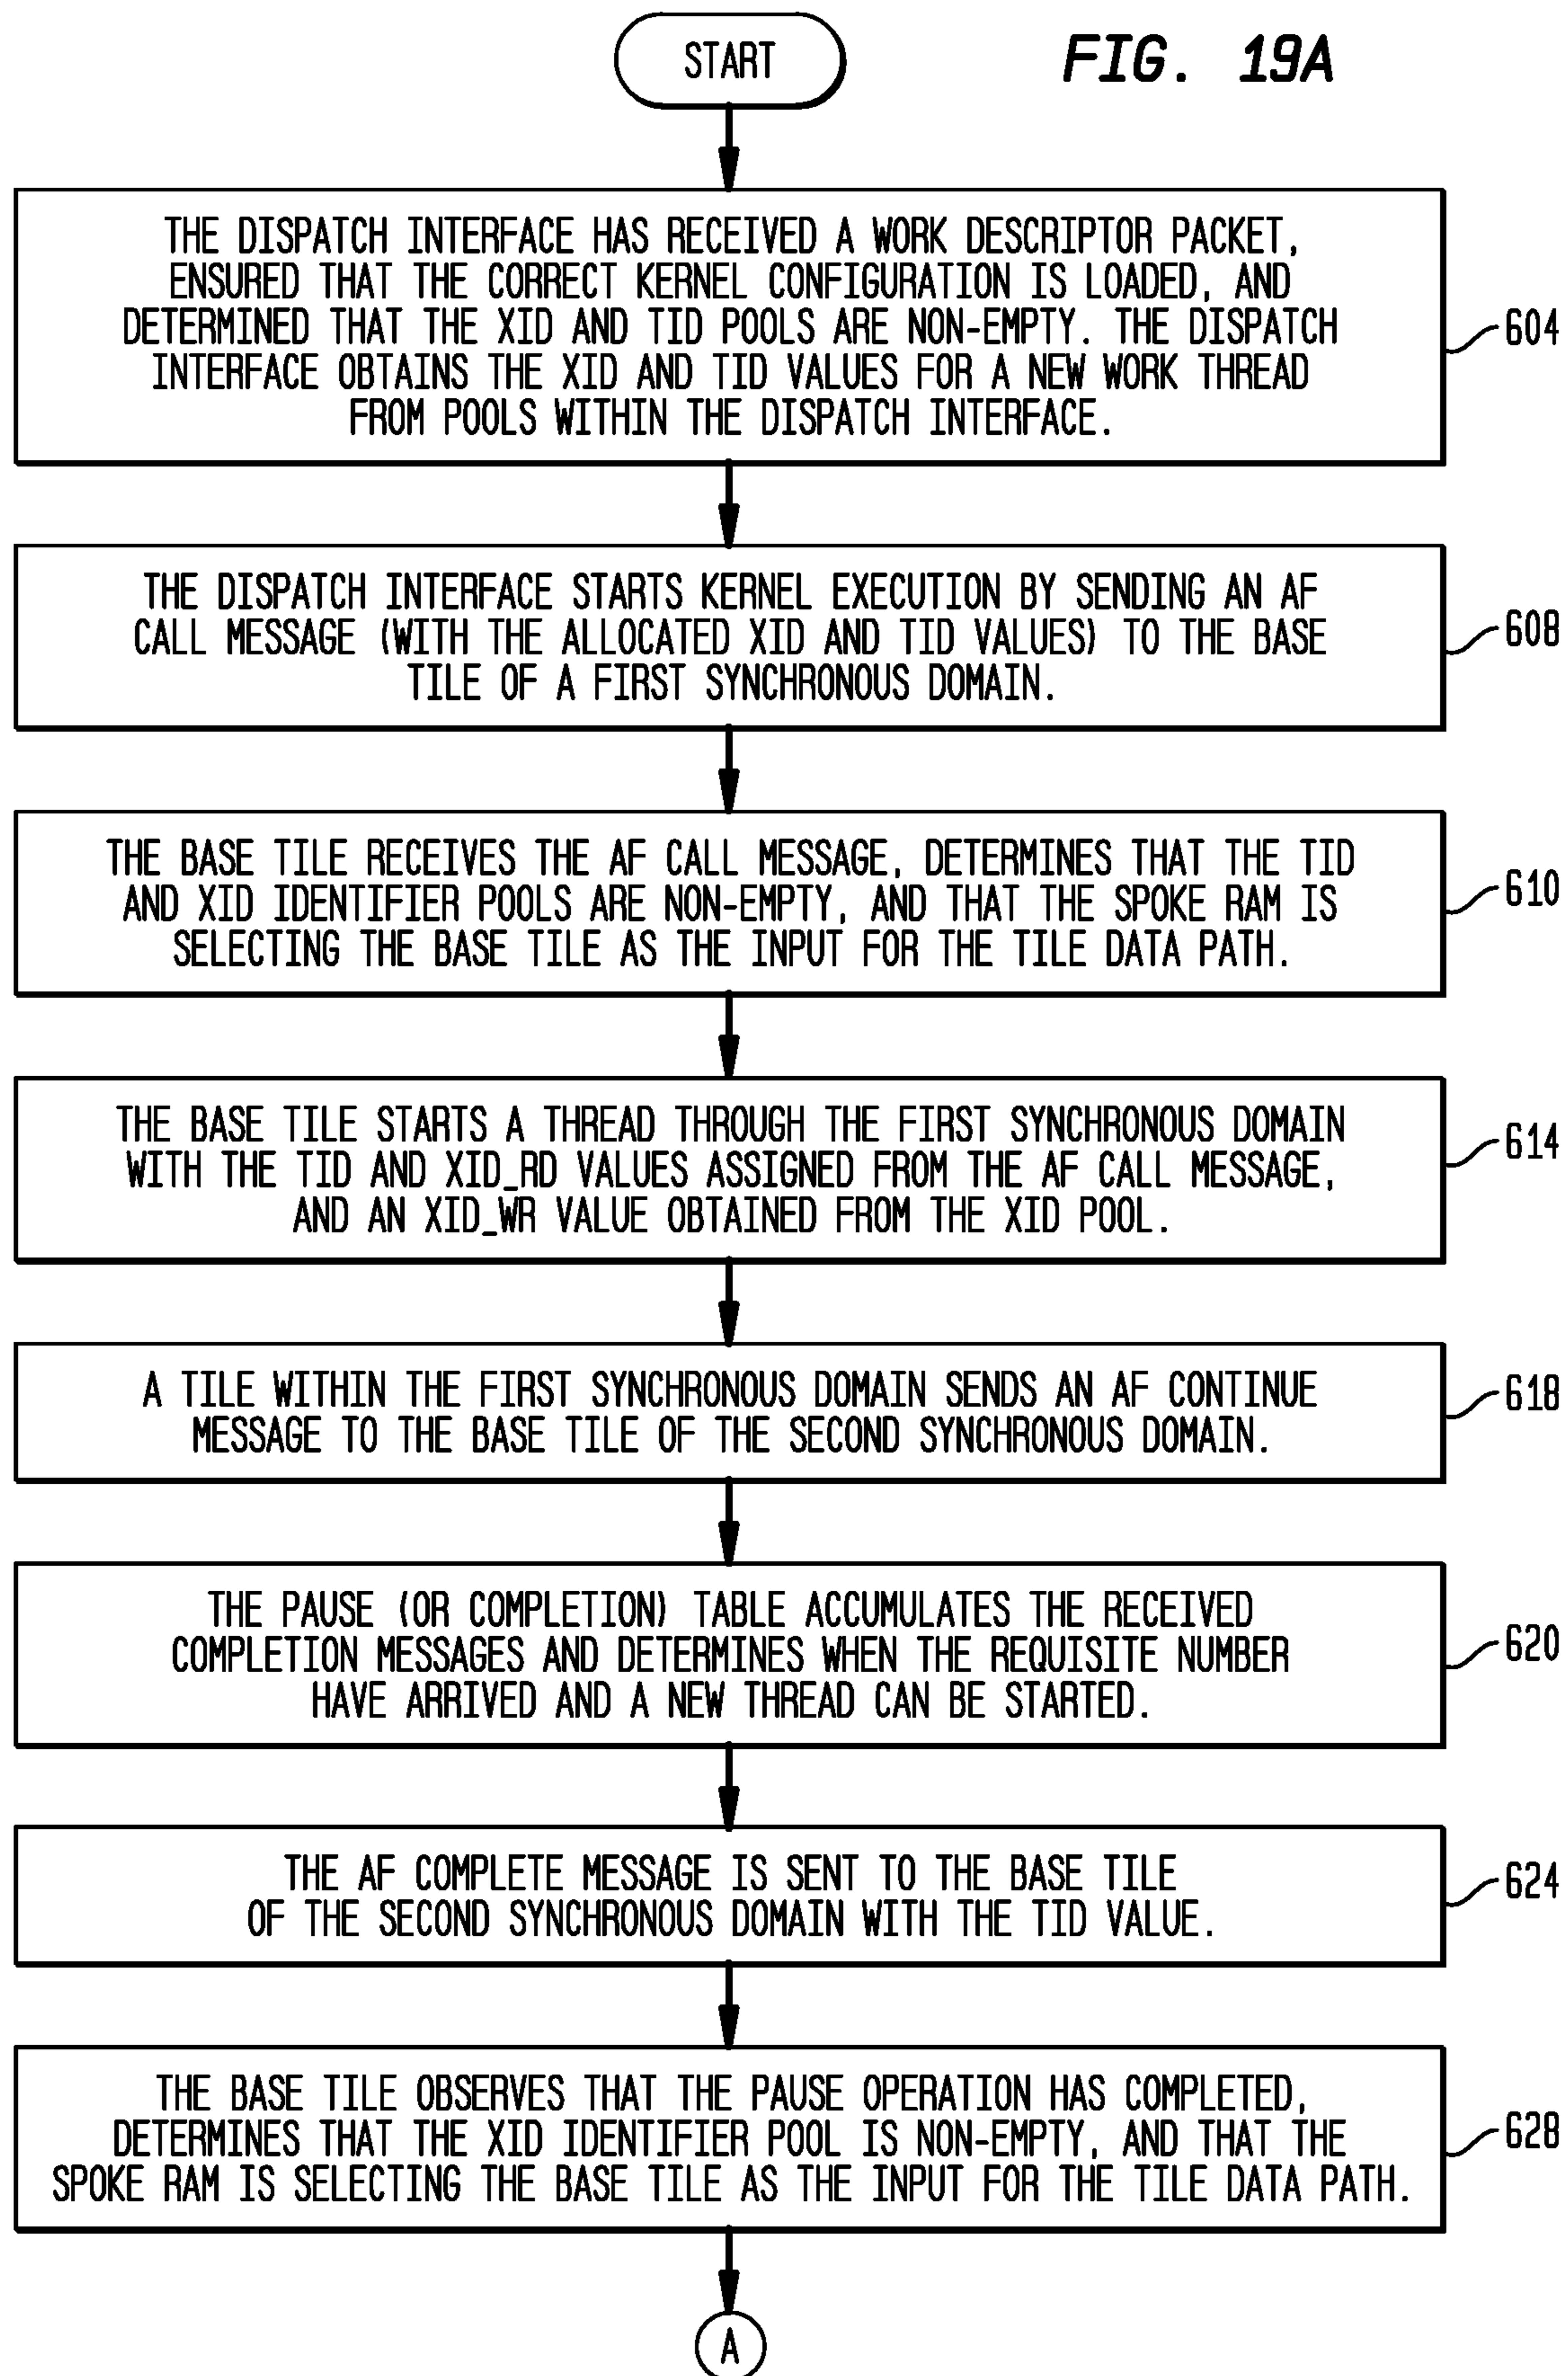 START
FIG. 19A
THE DISPATCH INTERFACE HAS RECEIVED A WORK DESCRIPTOR PACKET,
ENSURED THAT THE CORRECT KERNEL CONFIGURATION IS LOADED, AND
DETERMINED THAT THE XID AND TID POOLS ARE NON-EMPTY. THE DISPATCH
INTERFACE OBTAINS THE XID AND TID VALUES FOR A NEW WORK THREAD
FROM POOLS WITHIN THE DISPATCH INTERFACE.
604
THE DISPATCH INTERFACE STARTS KERNEL EXECUTION BY SENDING AN AF
CALL MESSAGE (WITH THE ALLOCATED XID AND TID VALUES) TO THE BASE
TILE OF A FIRST SYNCHRONOUS DOMAIN.
608
THE BASE TILE RECEIVES THE AF CALL MESSAGE, DETERMINES THAT THE TID
AND XID IDENTIFIER POOLS ARE NON-EMPTY, AND THAT THE SPOKE RAM IS
SELECTING THE BASE TILE AS THE INPUT FOR THE TILE DATA PATH.
610
THE BASE TILE STARTS A THREAD THROUGH THE FIRST SYNCHRONOUS DOMAIN
WITH THE TID AND XID_RD VALUES ASSIGNED FROM THE AF CALL MESSAGE,
AND AN XID_WR VALUE OBTAINED FROM THE XID POOL.
614
A TILE WITHIN THE FIRST SYNCHRONOUS DOMAIN SENDS AN AF CONTINUE
MESSAGE TO THE BASE TILE OF THE SECOND SYNCHRONOUS DOMAIN.
618
THE PAUSE (OR COMPLETION) TABLE ACCUMULATES THE RECEIVED
COMPLETION MESSAGES AND DETERMINES WHEN THE REQUISITE NUMBER
HAVE ARRIVED AND A NEW THREAD CAN BE STARTED.
620
THE AF COMPLETE MESSAGE IS SENT TO THE BASE TILE
OF THE SECOND SYNCHRONOUS DOMAIN WITH THE TID VALUE.
624
THE BASE TILE OBSERVES THAT THE PAUSE OPERATION HAS COMPLETED,
DETERMINES THAT THE XID IDENTIFIER POOL IS NON-EMPTY, AND THAT THE
SPOKE RAM IS SELECTING THE BASE TILE AS THE INPUT FOR THE TILE DATA PATH.
628
A